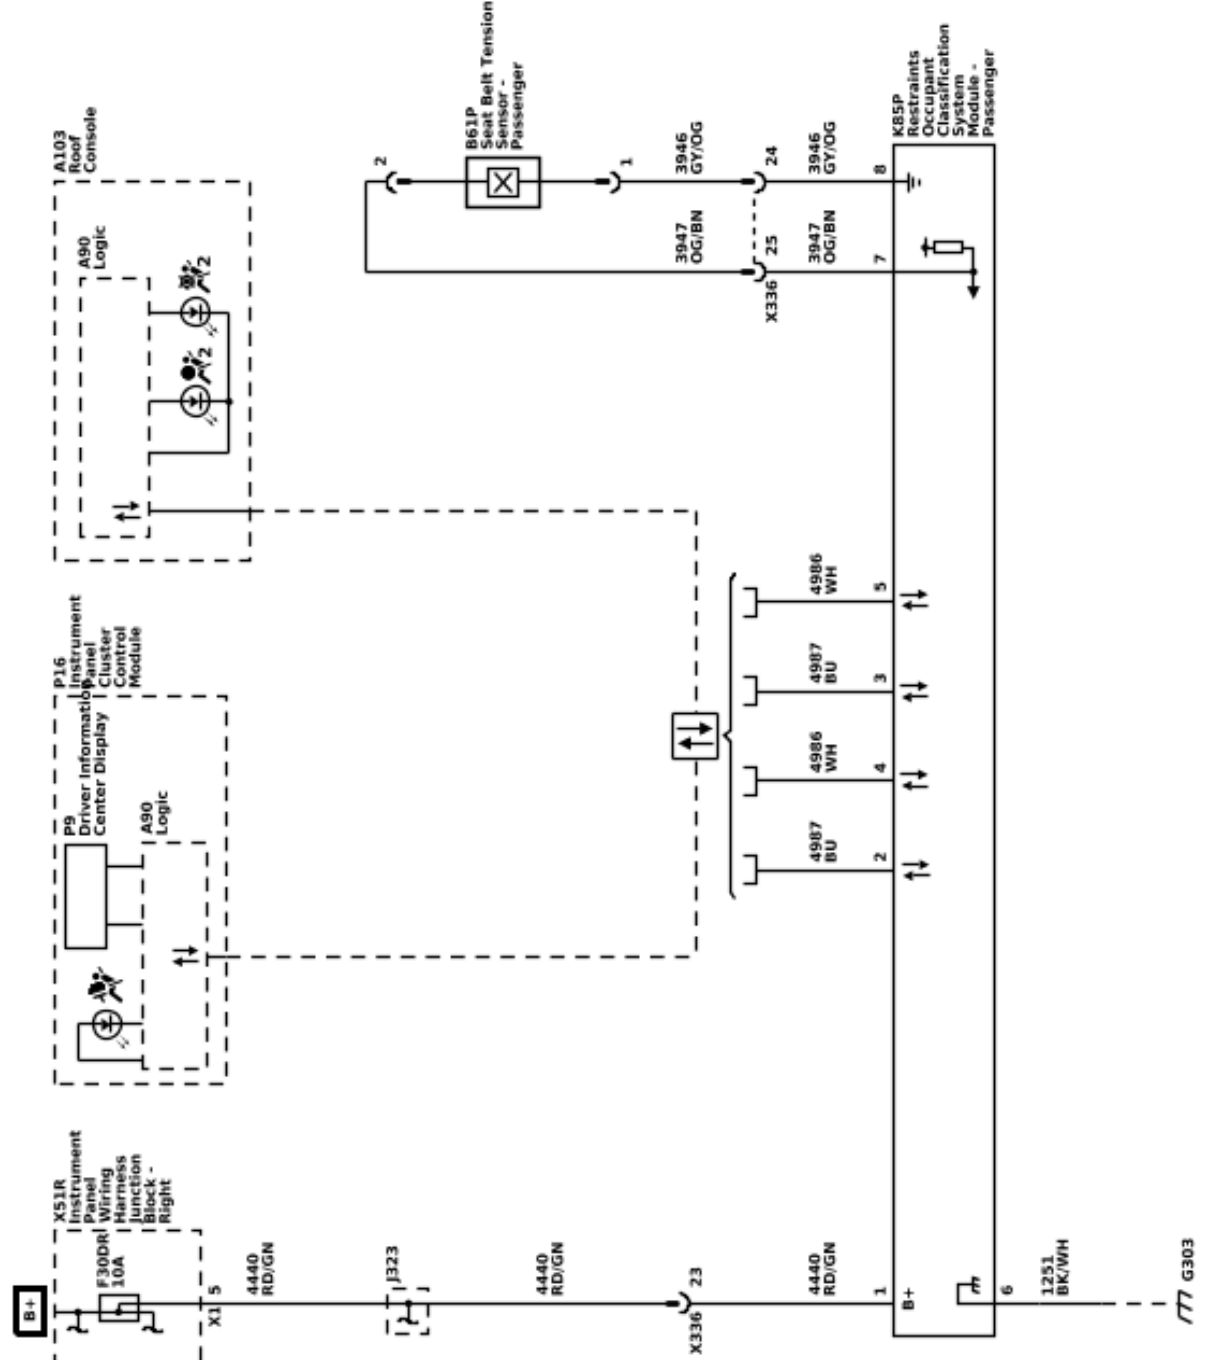 B+
X51R
Instrument
Panel
Wiring
Harness
Junction
Block -
Right
F30DR
10A
X1
5
4440
RD/GN
J323
4440
RD/GN
X336
23
4440
RD/GN
1
B+
6
1251
BK/WH
G303
P16
Instrument
Panel
Cluster
Control
Module
P9
Driver Information
Center Display
A90
Logic
4987
BU
2
4986
WH
4
4987
BU
3
4986
WH
5
A103
Roof
Console
A90
Logic
2
2
2
B61P
Seat Belt Tension
Sensor -
Passenger
1
3946
GY/OG
24
3946
GY/OG
8
3947
OG/BN
X336
25
3947
OG/BN
7
K85P
Restraints
Occupant
Classification
System
Module -
Passenger